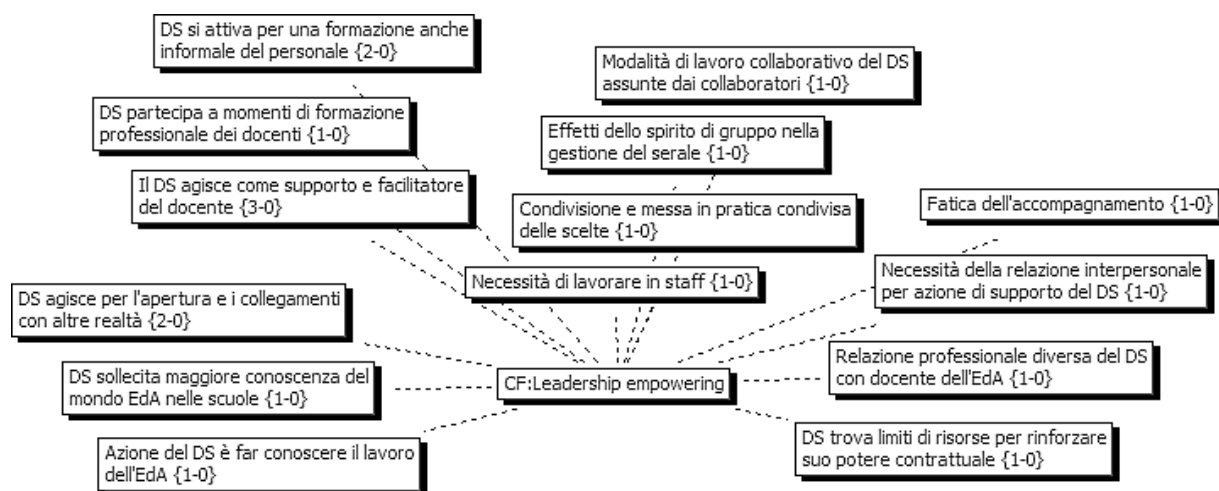 DS si attiva per una formazione anche
informale del personale {2-0}
Modalità di lavoro collaborativo del DS
assunte dai collaboratori {1-0}
DS partecipa a momenti di formazione
professionale dei docenti {1-0}
Effetti dello spirito di gruppo nella
gestione del serale {1-0}
Il DS agisce come supporto e facilitatore
del docente {3-0}
Condivisione e messa in pratica condivisa
delle scelte {1-0}
Fatica dell'accompagnamento {1-0}
Necessità di lavorare in staff {1-0}
Necessità della relazione interpersonale
per azione di supporto del DS {1-0}
DS agisce per l'apertura e i collegamenti
con altre realtà {2-0}
Relazione professionale diversa del DS
con docente dell'EdA {1-0}
DS sollecita maggiore conoscenza del
mondo EdA nelle scuole {1-0}
CF:Leadership empowering
Azione del DS è far conoscere il lavoro
dell'EdA {1-0}
DS trova limiti di risorse per rinforzare
suo potere contrattuale {1-0}